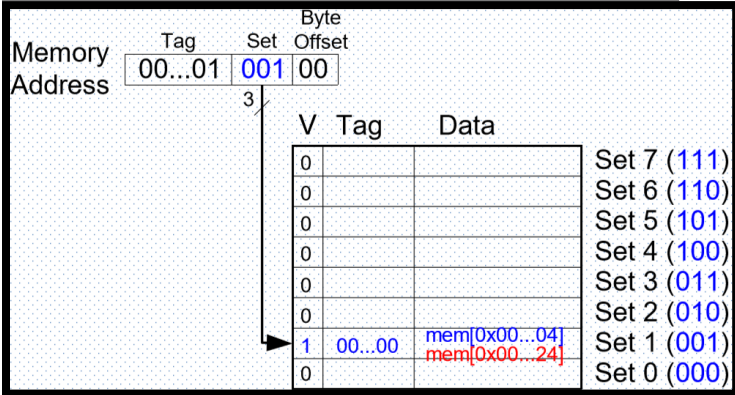 Byte
Tag Set Offset
Memory
Address
00...01 001 00
3
V Tag Data
0 Set 7 (111)
0 Set 6 (110)
0 Set 5 (101)
0 Set 4 (100)
0 Set 3 (011)
0 Set 2 (010)
1 00...00 mem[0x00...04] Set 1 (001)
mem[0x00...24]
0 Set 0 (000)